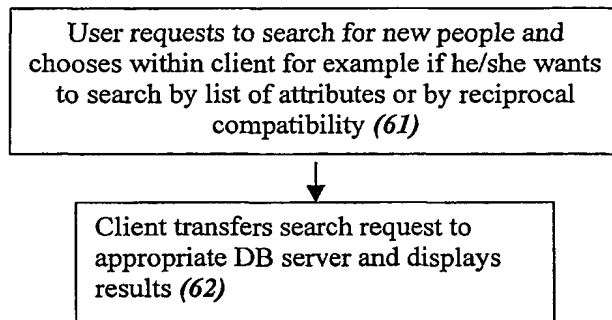 User requests to search for new people and
chooses within client for example if he/she wants
to search by list of attributes or by reciprocal
compatibility (61)
Client transfers search request to
appropriate DB server and displays
results (62)